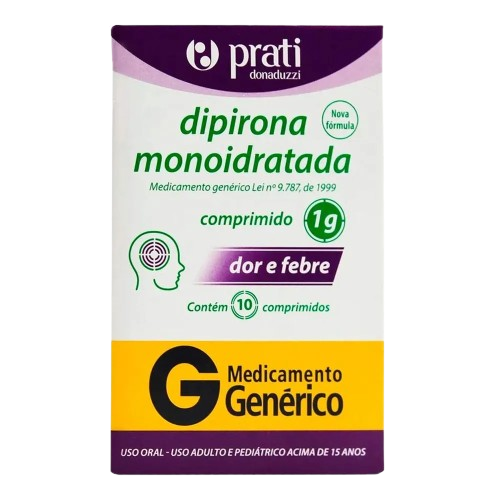 prati
donaduzzi
Nova
fórmula
dipirona
monoidratada
Medicamento genérico Lei nº 9.787, de 1999
comprimido 1g
dor e febre
Contém 10 comprimidos
G Medicamento
Genérico
USO ORAL - USO ADULTO E PEDIÁTRICO ACIMA DE 15 ANOS